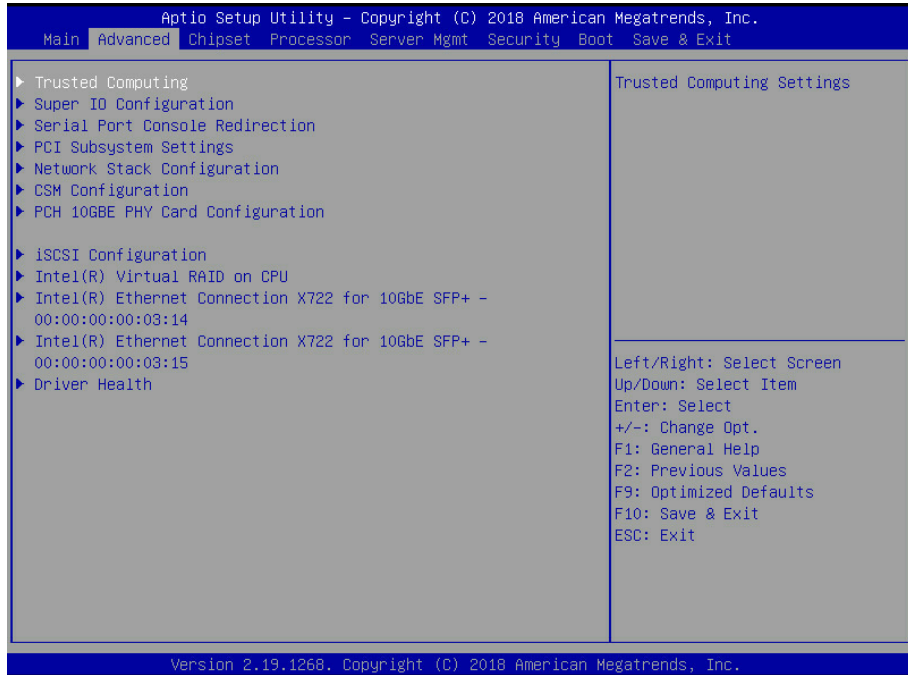 Aptio Setup Utility – Copyright (C) 2018 American Megatrends, Inc.
Main Advanced Chipset Processor Server Mgmt Security Boot Save & Exit
Trusted Computing
Super IO Configuration
Serial Port Console Redirection
PCI Subsystem Settings
Network Stack Configuration
CSM Configuration
PCH 10GBE PHY Card Configuration
iSCSI Configuration
Intel(R) Virtual RAID on CPU
Intel(R) Ethernet Connection X722 for 10GbE SFP+ –
00:00:00:00:03:14
Intel(R) Ethernet Connection X722 for 10GbE SFP+ –
00:00:00:00:03:15
Driver Health
Trusted Computing Settings
Left/Right: Select Screen
Up/Down: Select Item
Enter: Select
+/-: Change Opt.
F1: General Help
F2: Previous Values
F9: Optimized Defaults
F10: Save & Exit
ESC: Exit
Version 2.19.1268. Copyright (C) 2018 American Megatrends, Inc.